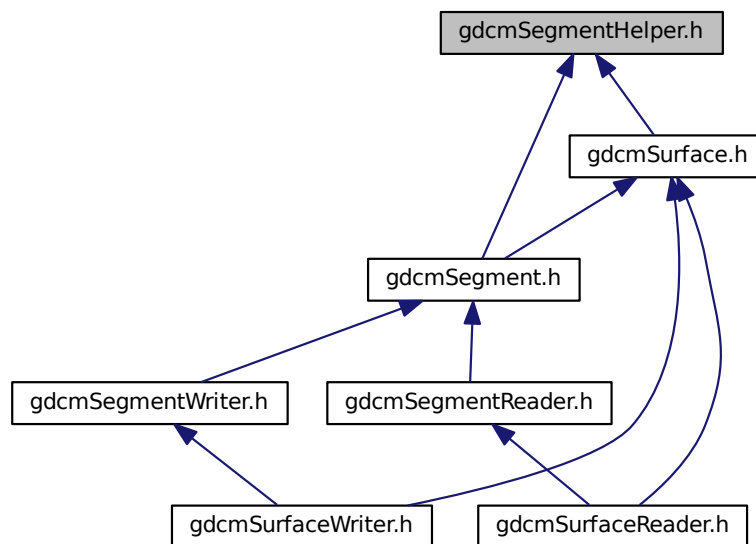 gdcmSegmentHelper.h
gdcmSurface.h
gdcmSegment.h
gdcmSegmentWriter.h
gdcmSegmentReader.h
gdcmSurfaceWriter.h
gdcmSurfaceReader.h